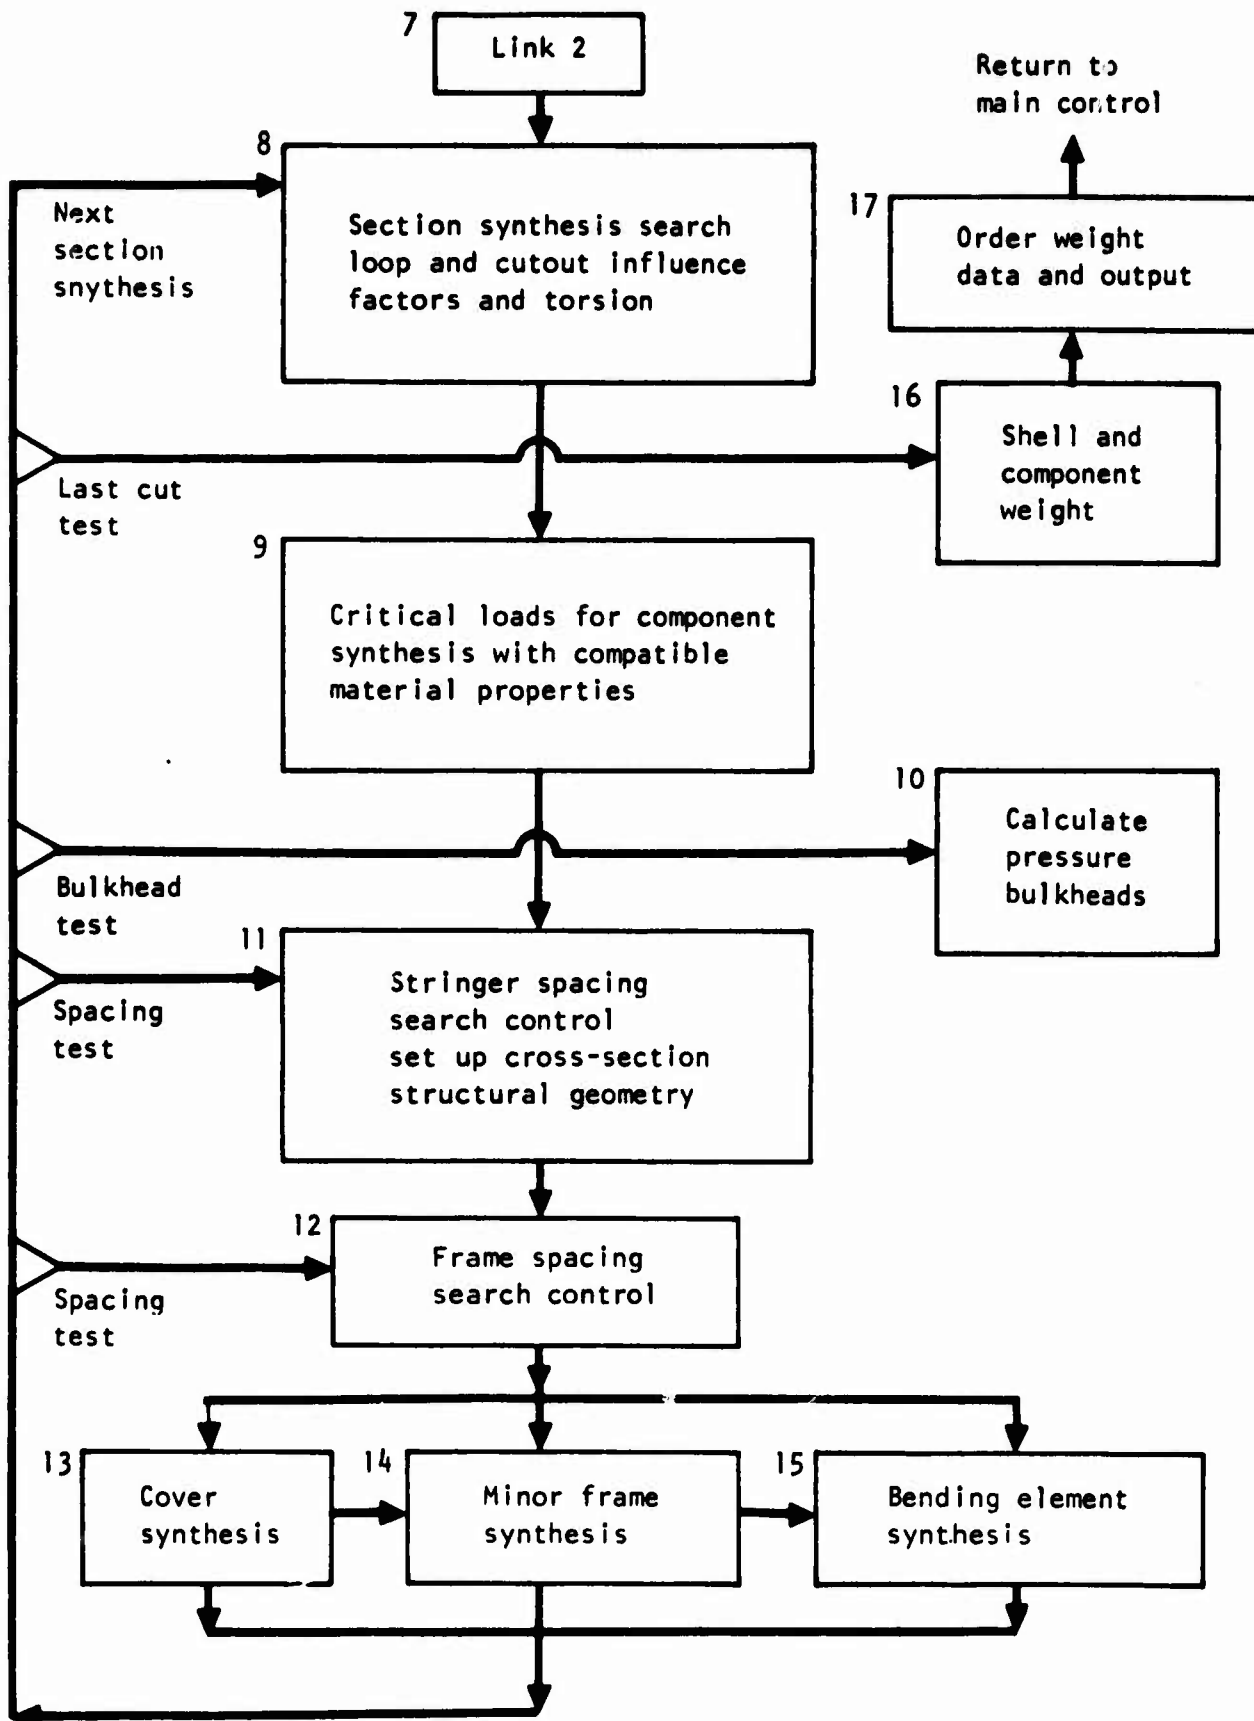 7
Link 2
Return to
main control
8
Section synthesis search
loop and cutout influence
factors and torsion
Next
section
snythesis
17
Order weight
data and output
16
Shell and
component
weight
Last cut
test
9
Critical loads for component
synthesis with compatible
material properties
10
Calculate
pressure
bulkheads
Bulkhead
test
11
Stringer spacing
search control
set up cross-section
structural geometry
Spacing
test
12
Frame spacing
search control
Spacing
test
13
Cover
synthesis
14
Minor frame
synthesis
15
Bending element
synthesis